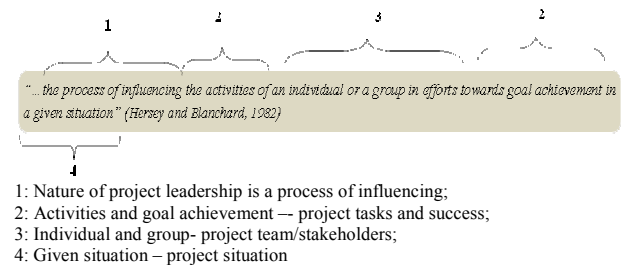 1 2 3 2
“... the process of influencing the activities of an individual or a group in efforts towards goal achievement in
a given situation” (Hersey and Blanchard, 1982)
4
1: Nature of project leadership is a process of influencing;
2: Activities and goal achievement –- project tasks and success;
3: Individual and group- project team/stakeholders;
4: Given situation – project situation